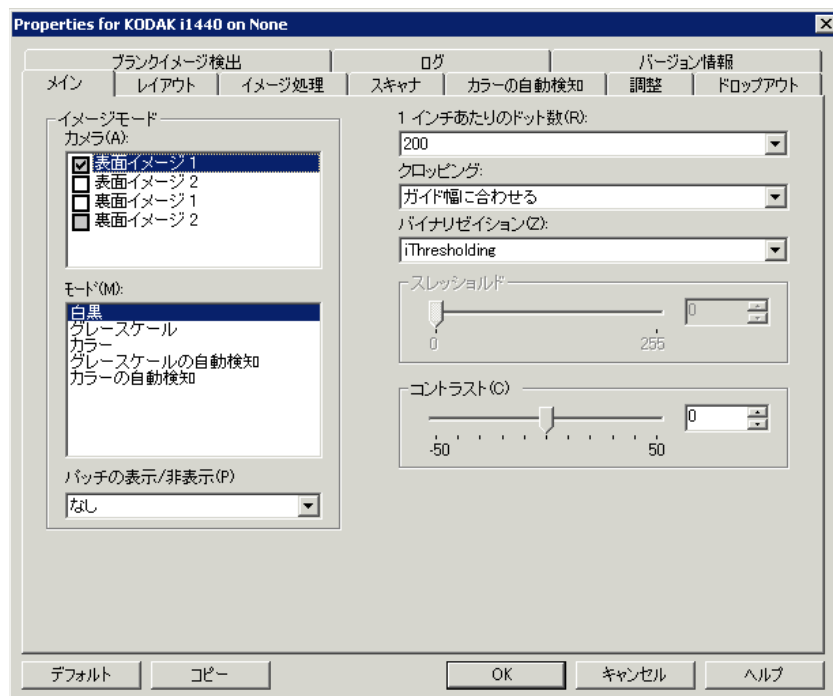 Properties for KODAK i1440 on None
ブランクイメージ検出 ログ バージョン情報
メイン レイアウト イメージ処理 スキャナ カラーの自動検知 調整 ドロップアウト
イメージモード
カメラ(A):
表面イメージ 1
表面イメージ 2
裏面イメージ 1
裏面イメージ 2
モード(M):
白黒
グレースケール
カラー
グレースケールの自動検知
カラーの自動検知
パッチの表示/非表示(P)
なし
1 インチあたりのドット数(R):
200
クロッピング:
ガイド幅に合わせる
バイナリゼイション(Z):
iThresholding
スレッショルド
0
0 255
コントラスト(C)
0
-50 50
デフォルト コピー OK キャンセル ヘルプ